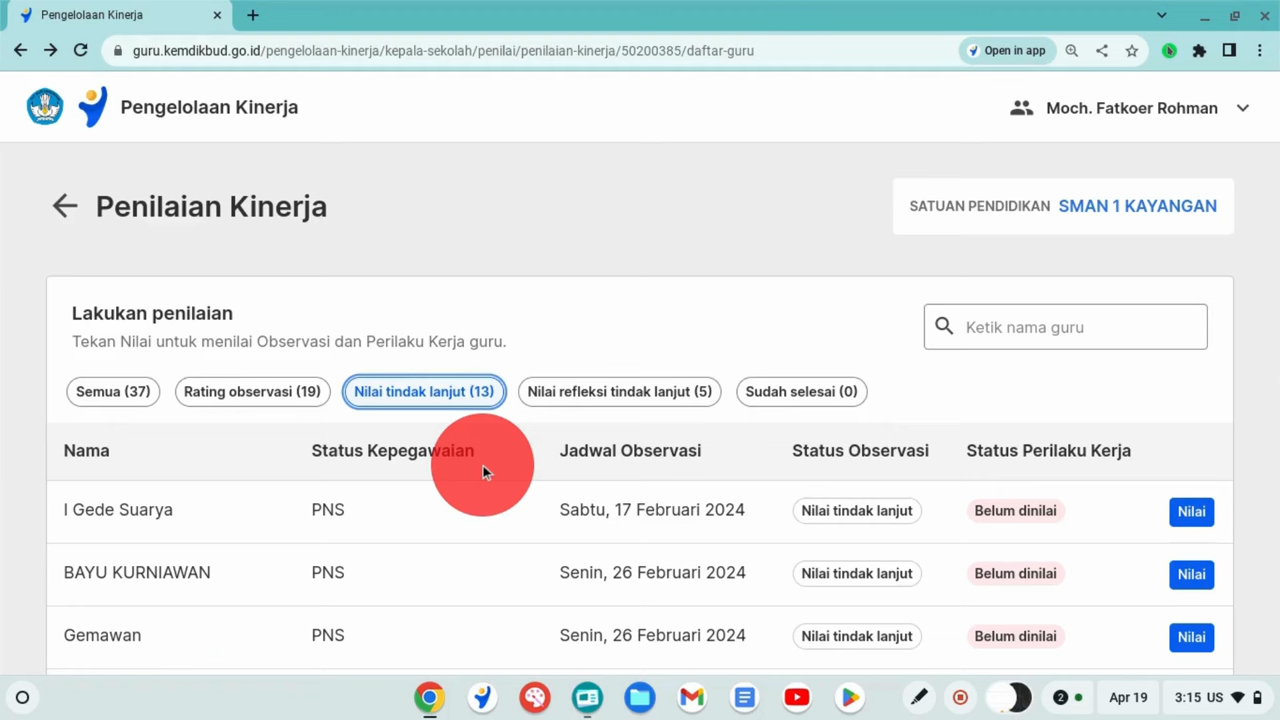 Pengelolaan Kinerja
guru.kemdikbud.go.id/pengelolaan-kinerja/kepala-sekolah/penilai/penilaian-kinerja/50200385/daftar-guru
Open in app
Pengelolaan Kinerja
Moch. Fatkoer Rohman
Penilaian Kinerja
SATUAN PENDIDIKAN SMAN 1 KAYANGAN
Lakukan penilaian
Tekan Nilai untuk menilai Observasi dan Perilaku Kerja guru.
Ketik nama guru
Semua (37) Rating observasi (19) Nilai tindak lanjut (13) Nilai refleksi tindak lanjut (5) Sudah selesai (0)
Nama Status Kepegawaian Jadwal Observasi Status Observasi Status Perilaku Kerja
I Gede Suarya PNS Sabtu, 17 Februari 2024 Nilai tindak lanjut Belum dinilai Nilai
BAYU KURNIAWAN PNS Senin, 26 Februari 2024 Nilai tindak lanjut Belum dinilai Nilai
Gemawan PNS Senin, 26 Februari 2024 Nilai tindak lanjut Belum dinilai Nilai
2 Apr 19 3:15 US